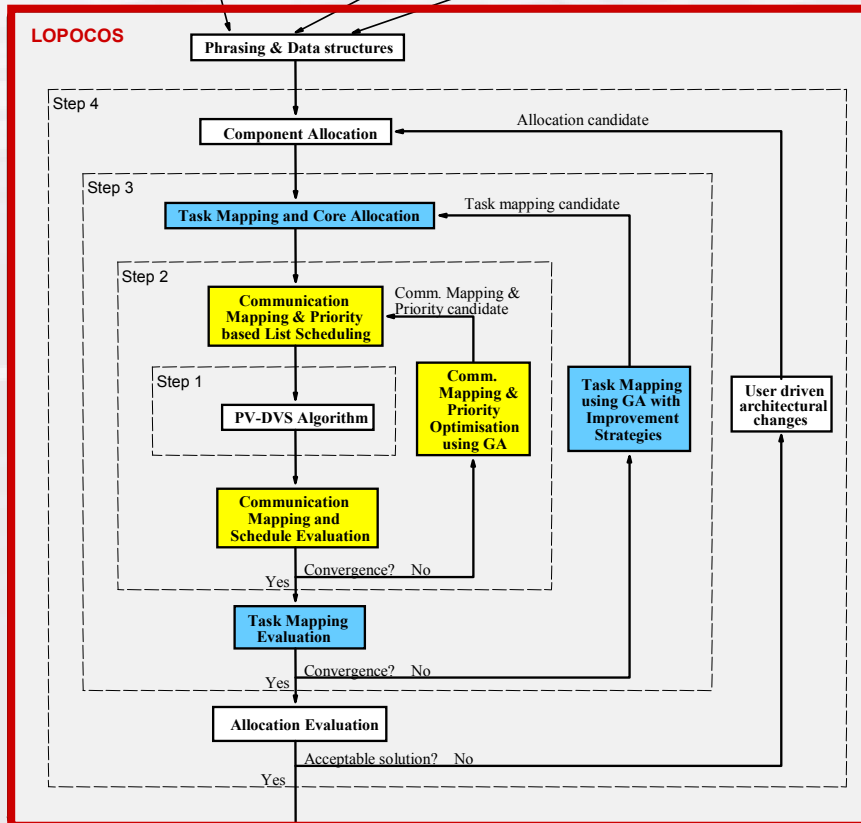 LOPOCOS
Phrasing & Data structures
Step 4
Component Allocation
Allocation candidate
Step 3
Task Mapping and Core Allocation
Task mapping candidate
Step 2
Communication
Mapping & Priority
based List Scheduling
Comm. Mapping &
Priority candidate
Step 1
PV-DVS Algorithm
Comm.
Mapping &
Priority
Optimisation
using GA
Task Mapping
using GA with
Improvement
Strategies
User driven
architectural
changes
Communication
Mapping and
Schedule Evaluation
Convergence? No
Yes
Task Mapping
Evaluation
Convergence? No
Yes
Allocation Evaluation
Acceptable solution? No
Yes